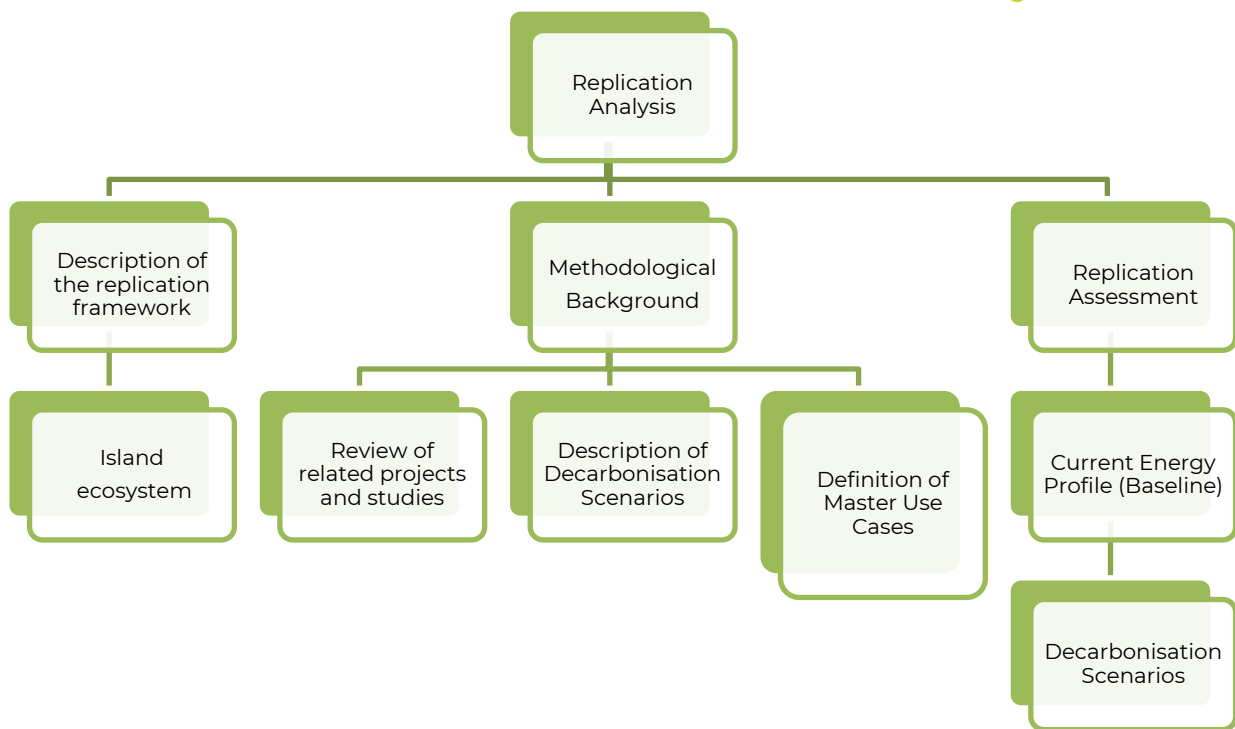 Replication
Analysis
Description of
the replication
framework
Methodological
Background
Replication
Assessment
Island
ecosystem
Review of
related projects
and studies
Description of
Decarbonisation
Scenarios
Definition of
Master Use
Cases
Current Energy
Profile (Baseline)
Decarbonisation
Scenarios